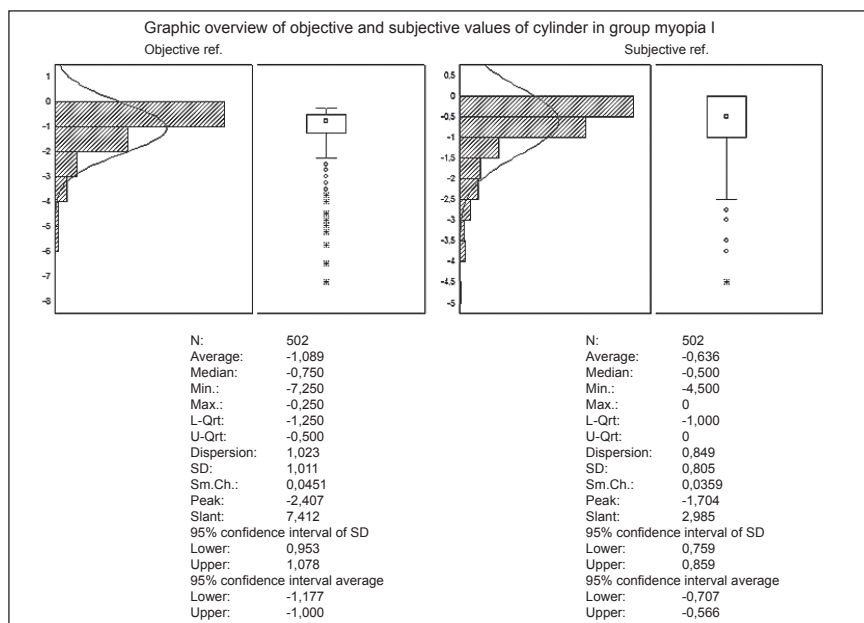 Graphic overview of objective and subjective values of cylinder in group myopia I
Objective ref.
1
0
-1
-2
-3
-4
-5
-6
-7
-8
N: 502
Average: -1,089
Median: -0,750
Min.: -7,250
Max.: -0,250
L-Qrt: -1,250
U-Qrt: -0,500
Dispersion: 1,023
SD: 1,011
Sm.Ch.: 0,0451
Peak: -2,407
Slant: 7,412
95% confidence interval of SD
Lower: 0,953
Upper: 1,078
95% confidence interval average
Lower: -1,177
Upper: -1,000
Subjective ref.
0,5
0
-0,5
-1
-1,5
-2
-2,5
-3
-3,5
-4
-4,5
-5
N: 502
Average: -0,636
Median: -0,500
Min.: -4,500
Max.: 0
L-Qrt: -1,000
U-Qrt: 0
Dispersion: 0,849
SD: 0,805
Sm.Ch.: 0,0359
Peak: -1,704
Slant: 2,985
95% confidence interval of SD
Lower: 0,759
Upper: 0,859
95% confidence interval average
Lower: -0,707
Upper: -0,566